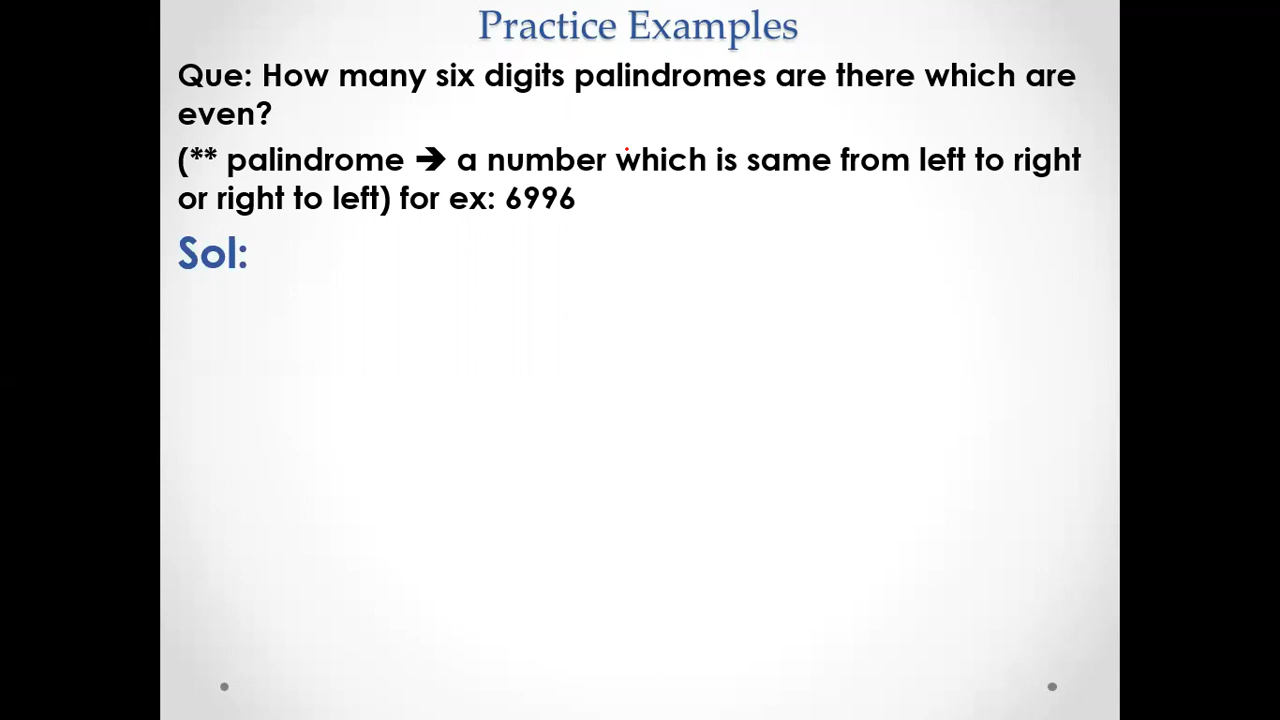 Practice Examples
Que: How many six digits palindromes are there which are
even?
(** palindrome ➔ a number which is same from left to right
or right to left) for ex: 6996
Sol: